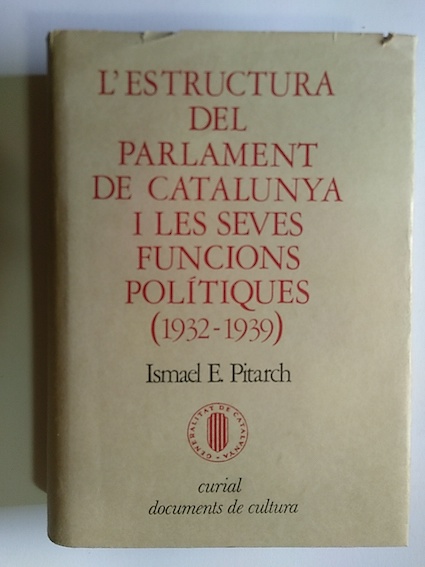 L'ESTRUCTURA
DEL
PARLAMENT
DE CATALUNYA
I LES SEVES
FUNCIONS
POLÍTIQUES
(1932-1939)
Ismael E. Pitarch
GENERALITAT DE CATALUNYA
curial
documents de cultura